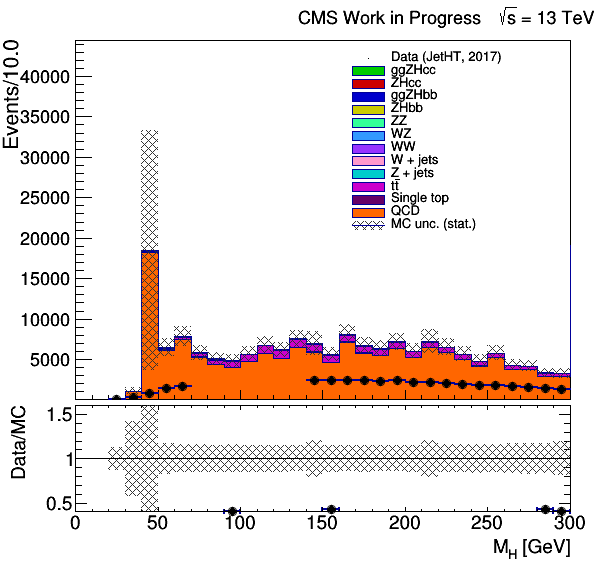 CMS Work in Progress √s = 13 TeV
Events/10.0
40000
35000
30000
25000
20000
15000
10000
5000
Data (JetHT, 2017)
ggZHcc
ZHcc
ggZHbb
ZHbb
ZZ
WZ
WW
W + jets
Z + jets
tt̄
Single top
QCD
MC unc. (stat.)
Data/MC
1.5
1
0.5
0 50 100 150 200 250 300
M_H [GeV]